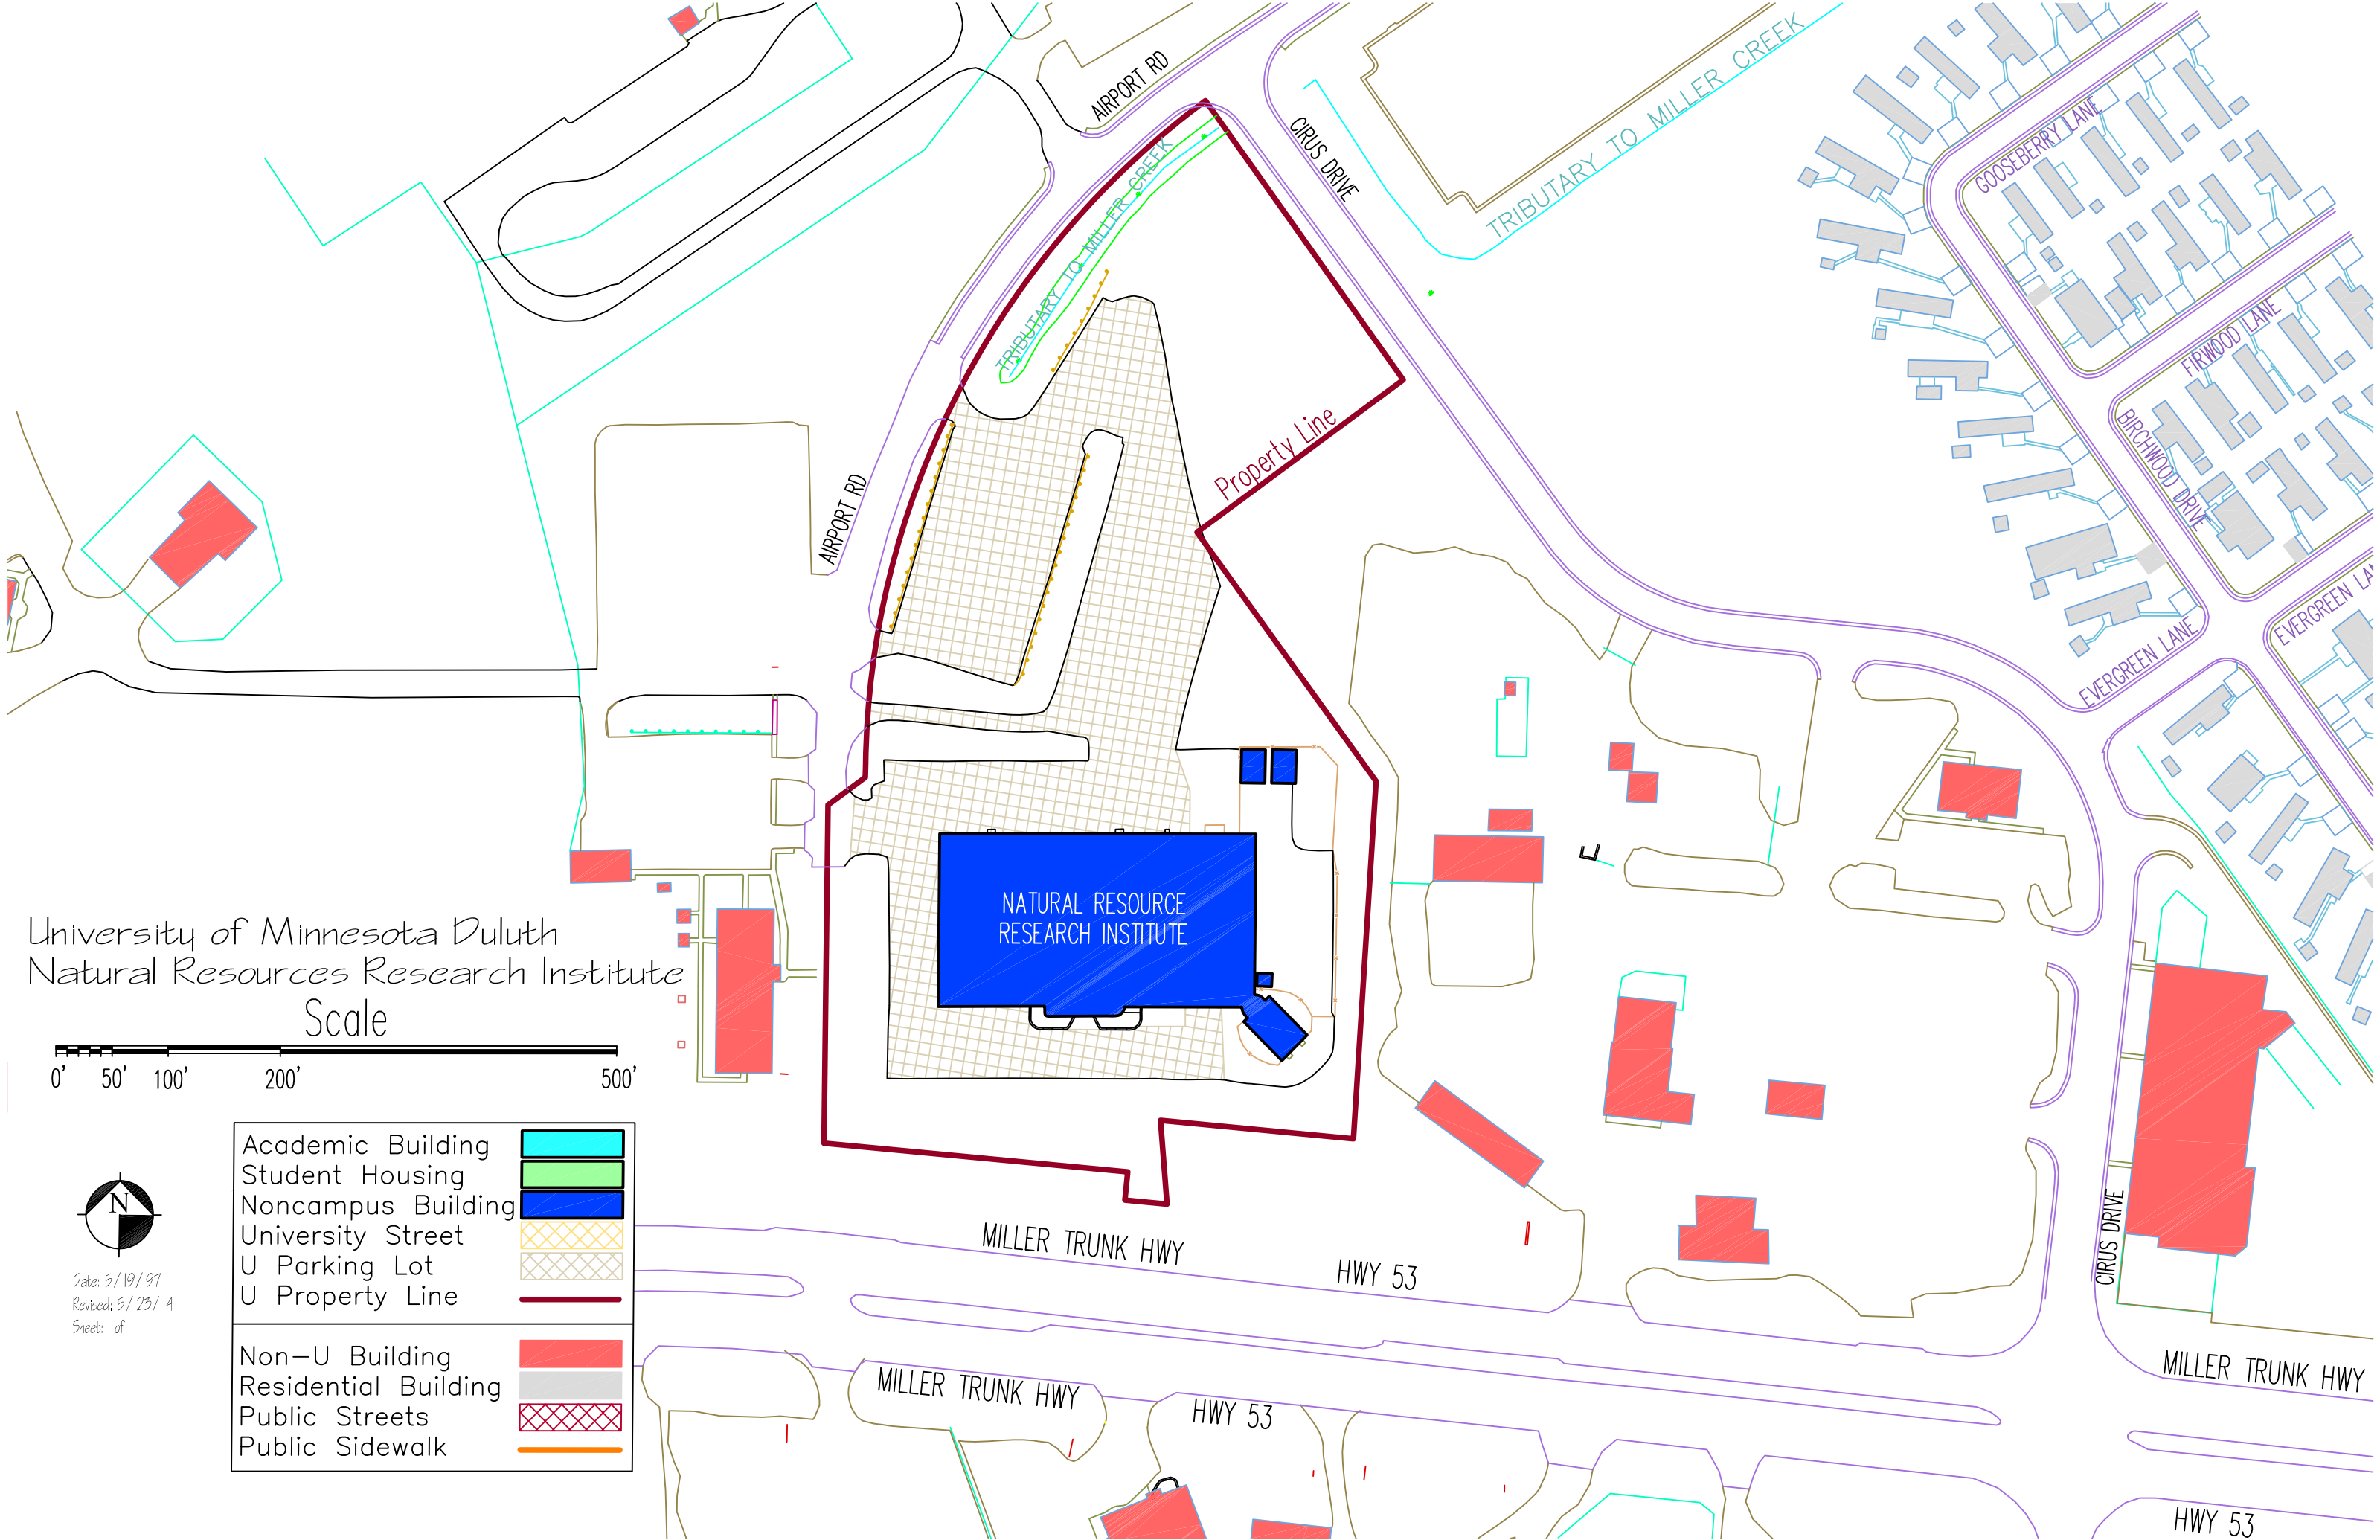 AIRPORT RD
CIRUS DRIVE
TRIBUTARY TO MILLER CREEK
TRIBUTARY TO MILLER CREEK
GOOSEBERRY LANE
FIRWOOD LANE
BIRCHWOOD DRIVE
EVERGREEN LANE
EVERGREEN LA
Property Line
AIRPORT RD
NATURAL RESOURCE
RESEARCH INSTITUTE
University of Minnesota Duluth
Natural Resources Research Institute
Scale
0' 50' 100' 200' 500'
Academic Building
Student Housing
Noncampus Building
University Street
U Parking Lot
U Property Line
Non-U Building
Residential Building
Public Streets
Public Sidewalk
N
Date: 5/19/97
Revised: 5/23/14
Sheet: 1 of 1
MILLER TRUNK HWY
HWY 53
CIRUS DRIVE
MILLER TRUNK HWY
HWY 53
MILLER TRUNK HWY
HWY 53